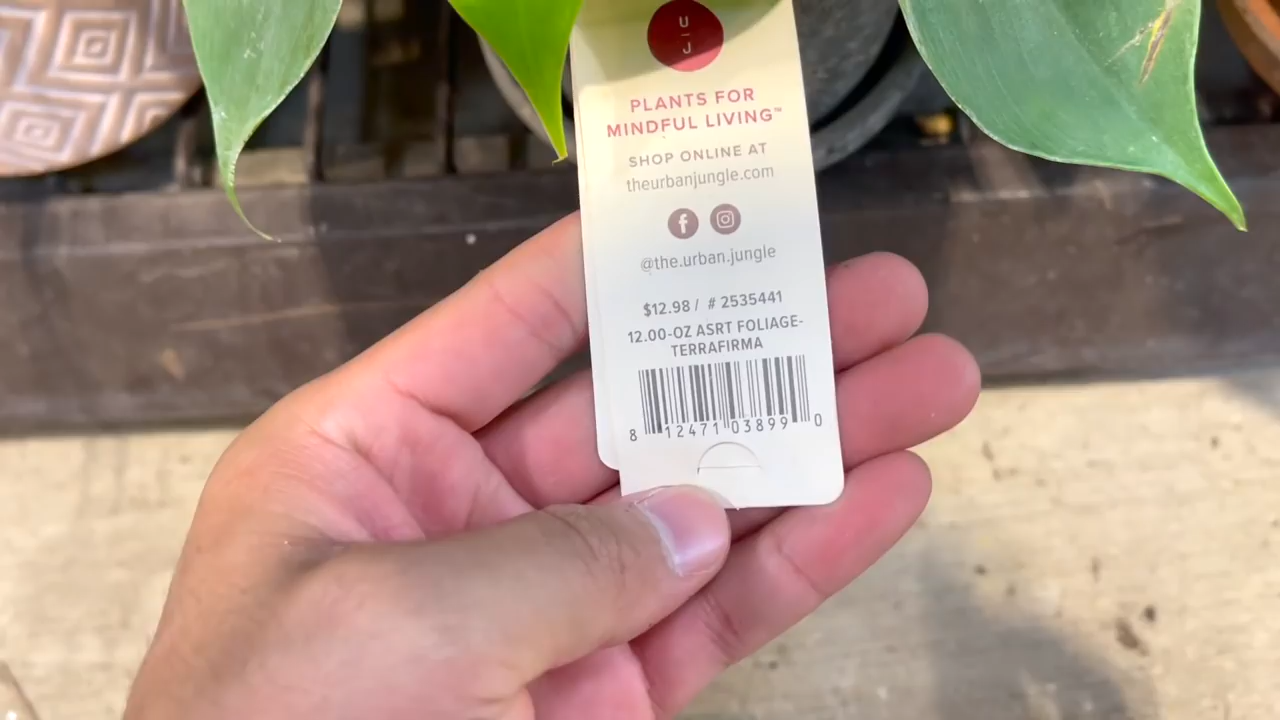 U
J
PLANTS FOR
MINDFUL LIVING™
SHOP ONLINE AT
theurbanjungle.com
@the.urban.jungle
$12.98 / # 2535441
12.00-OZ ASRT FOLIAGE-
TERRAFIRMA
8 12471 03899 0